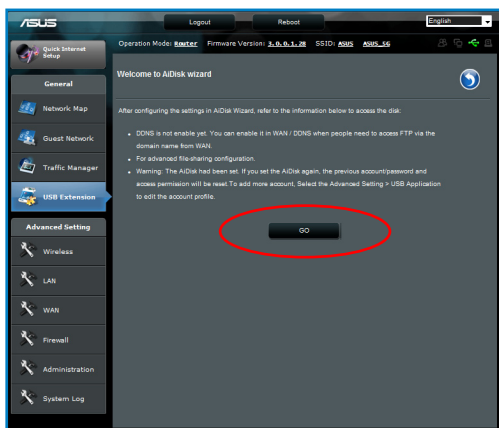 ASUS
Logout
Reboot
English
Quick Internet
Setup
Operation Mode: Router Firmware Version: 3.0.0.1.28 SSID: ASUS ASUS_5G
General
Network Map
Guest Network
Traffic Manager
USB Extension
Advanced Setting
Wireless
LAN
WAN
Firewall
Administration
System Log
Welcome to AiDisk wizard
After configuring the settings in AiDisk Wizard, refer to the information below to access the disk:
• DDNS is not enable yet. You can enable it in WAN / DDNS when people need to access FTP via the
domain name from WAN.
• For advanced file-sharing configuration.
• Warning: The AiDisk had been set. If you set the AiDisk again, the previous account/password and
access permission will be reset.To add more account, Select the Advanced Setting > USB Application
to edit the account profile.
GO